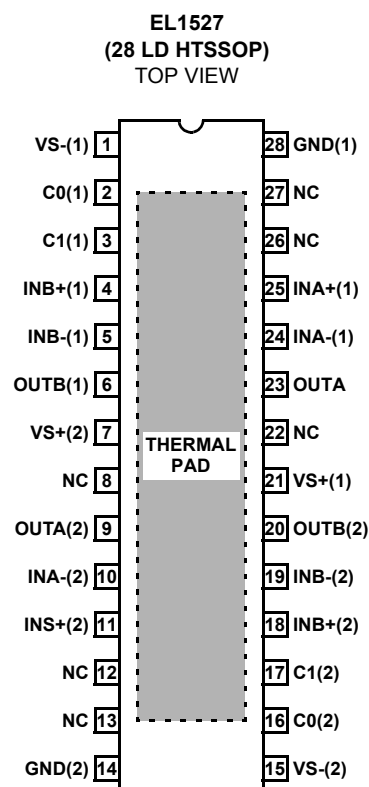 EL1527
(28 LD HTSSOP)
TOP VIEW
VS-(1) 1 28 GND(1)
C0(1) 2 27 NC
C1(1) 3 26 NC
INB+(1) 4 25 INA+(1)
INB-(1) 5 24 INA-(1)
OUTB(1) 6 23 OUTA
VS+(2) 7 22 NC
THERMAL
PAD
NC 8 21 VS+(1)
OUTA(2) 9 20 OUTB(2)
INA-(2) 10 19 INB-(2)
INS+(2) 11 18 INB+(2)
NC 12 17 C1(2)
NC 13 16 C0(2)
GND(2) 14 15 VS-(2)